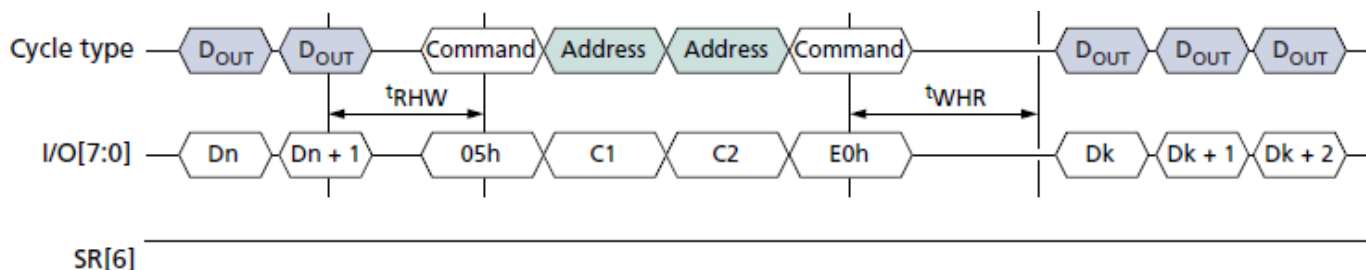 Cycle type DOUT DOUT Command Address Address Command DOUT DOUT DOUT
tRHW tWHR
I/O[7:0] Dn Dn + 1 05h C1 C2 E0h Dk Dk + 1 Dk + 2
SR[6]